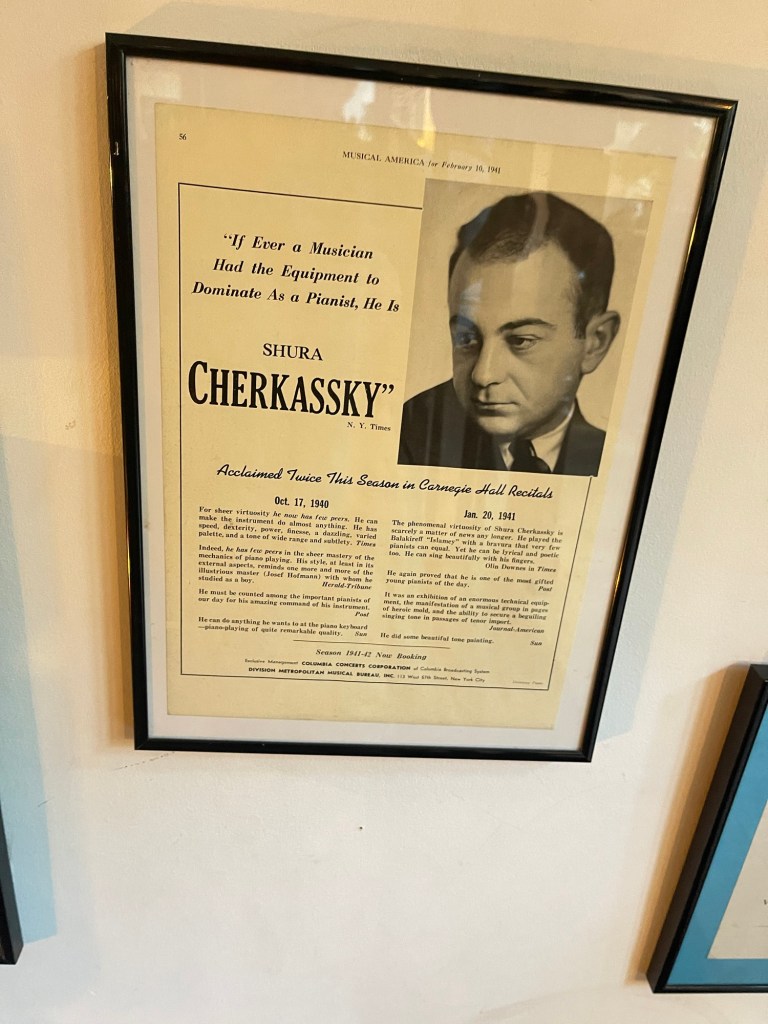 56
MUSICAL AMERICA for February 10, 1941
"If Ever a Musician
Had the Equipment to
Dominate As a Pianist, He Is
SHURA
CHERKASSKY"
N. Y. Times
Acclaimed Twice This Season in Carnegie Hall Recitals
Oct. 17, 1940
For sheer virtuosity he now has few peers. He can
make the instrument do almost anything. He has
speed, dexterity, power, finesse, a dazzling, varied
palette, and a tone of wide range and subtlety. Times
Indeed, he has few peers in the sheer mastery of the
mechanics of piano playing. His style, at least in its
external aspects, reminds one more and more of the
illustrious master (Josef Hofmann) with whom he
studied as a boy. Herald-Tribune
He must be counted among the important pianists of
our day for his amazing command of his instrument.
Post
He can do anything he wants to at the piano keyboard
—piano-playing of quite remarkable quality. Sun
Jan. 20, 1941
The phenomenal virtuosity of Shura Cherkassky is
scarcely a matter of news any longer. He played the
Balakireff "Islamey" with a bravura that very few
pianists can equal. Yet he can be lyrical and poetic
too. He can sing beautifully with his fingers.
Olin Downes in Times
He again proved that he is one of the most gifted
young pianists of the day. Post
It was an exhibition of an enormous technical equip-
ment, the manifestation of a musical group in pages
of heroic mold, and the ability to secure a beguiling
singing tone in passages of tenor import.
Journal-American
He did some beautiful tone painting. Sun
Season 1941-42 Now Booking
Exclusive Management COLUMBIA CONCERTS CORPORATION of Columbia Broadcasting System
DIVISION METROPOLITAN MUSICAL BUREAU, INC. 113 West 57th Street, New York City